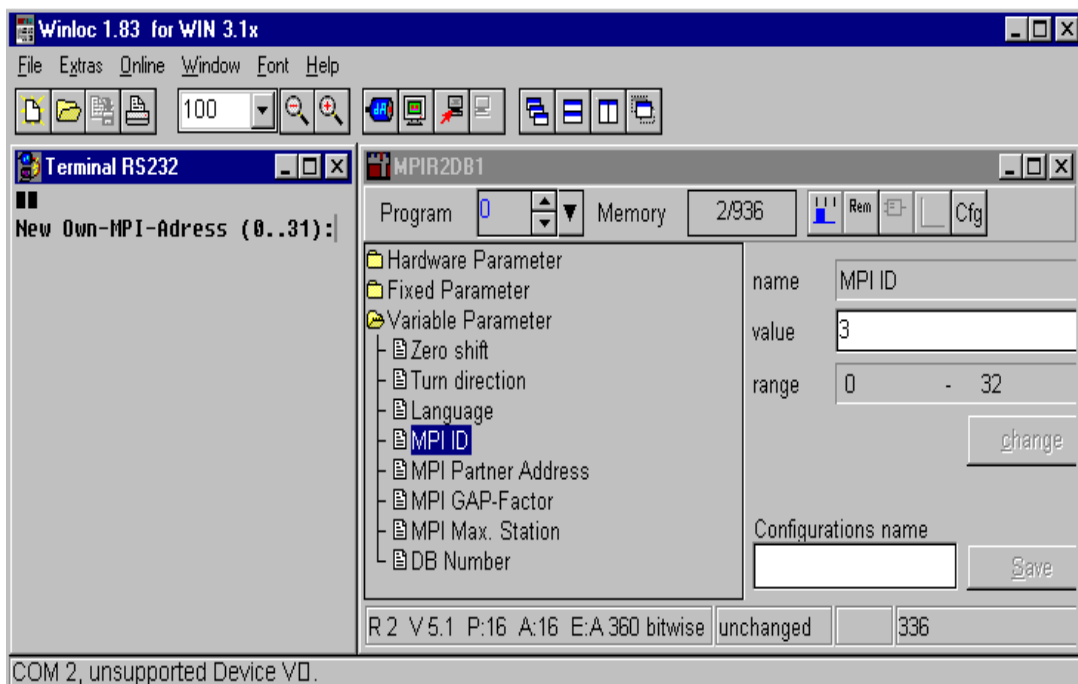 Winloc 1.83 for WIN 3.1x
File Extras Online Window Font Help
100
Terminal RS232
New Own-MPI-Adress (0..31):
MPIR2DB1
Program 0 Memory 2/936 Rem Cfg
Hardware Parameter
Fixed Parameter
Variable Parameter
Zero shift
Turn direction
Language
MPI ID
MPI Partner Address
MPI GAP-Factor
MPI Max. Station
DB Number
name MPI ID
value 3
range 0 - 32
change
Configurations name
Save
R 2 V 5.1 P:16 A:16 E:A 360 bitwise unchanged 336
COM 2, unsupported Device V▯.